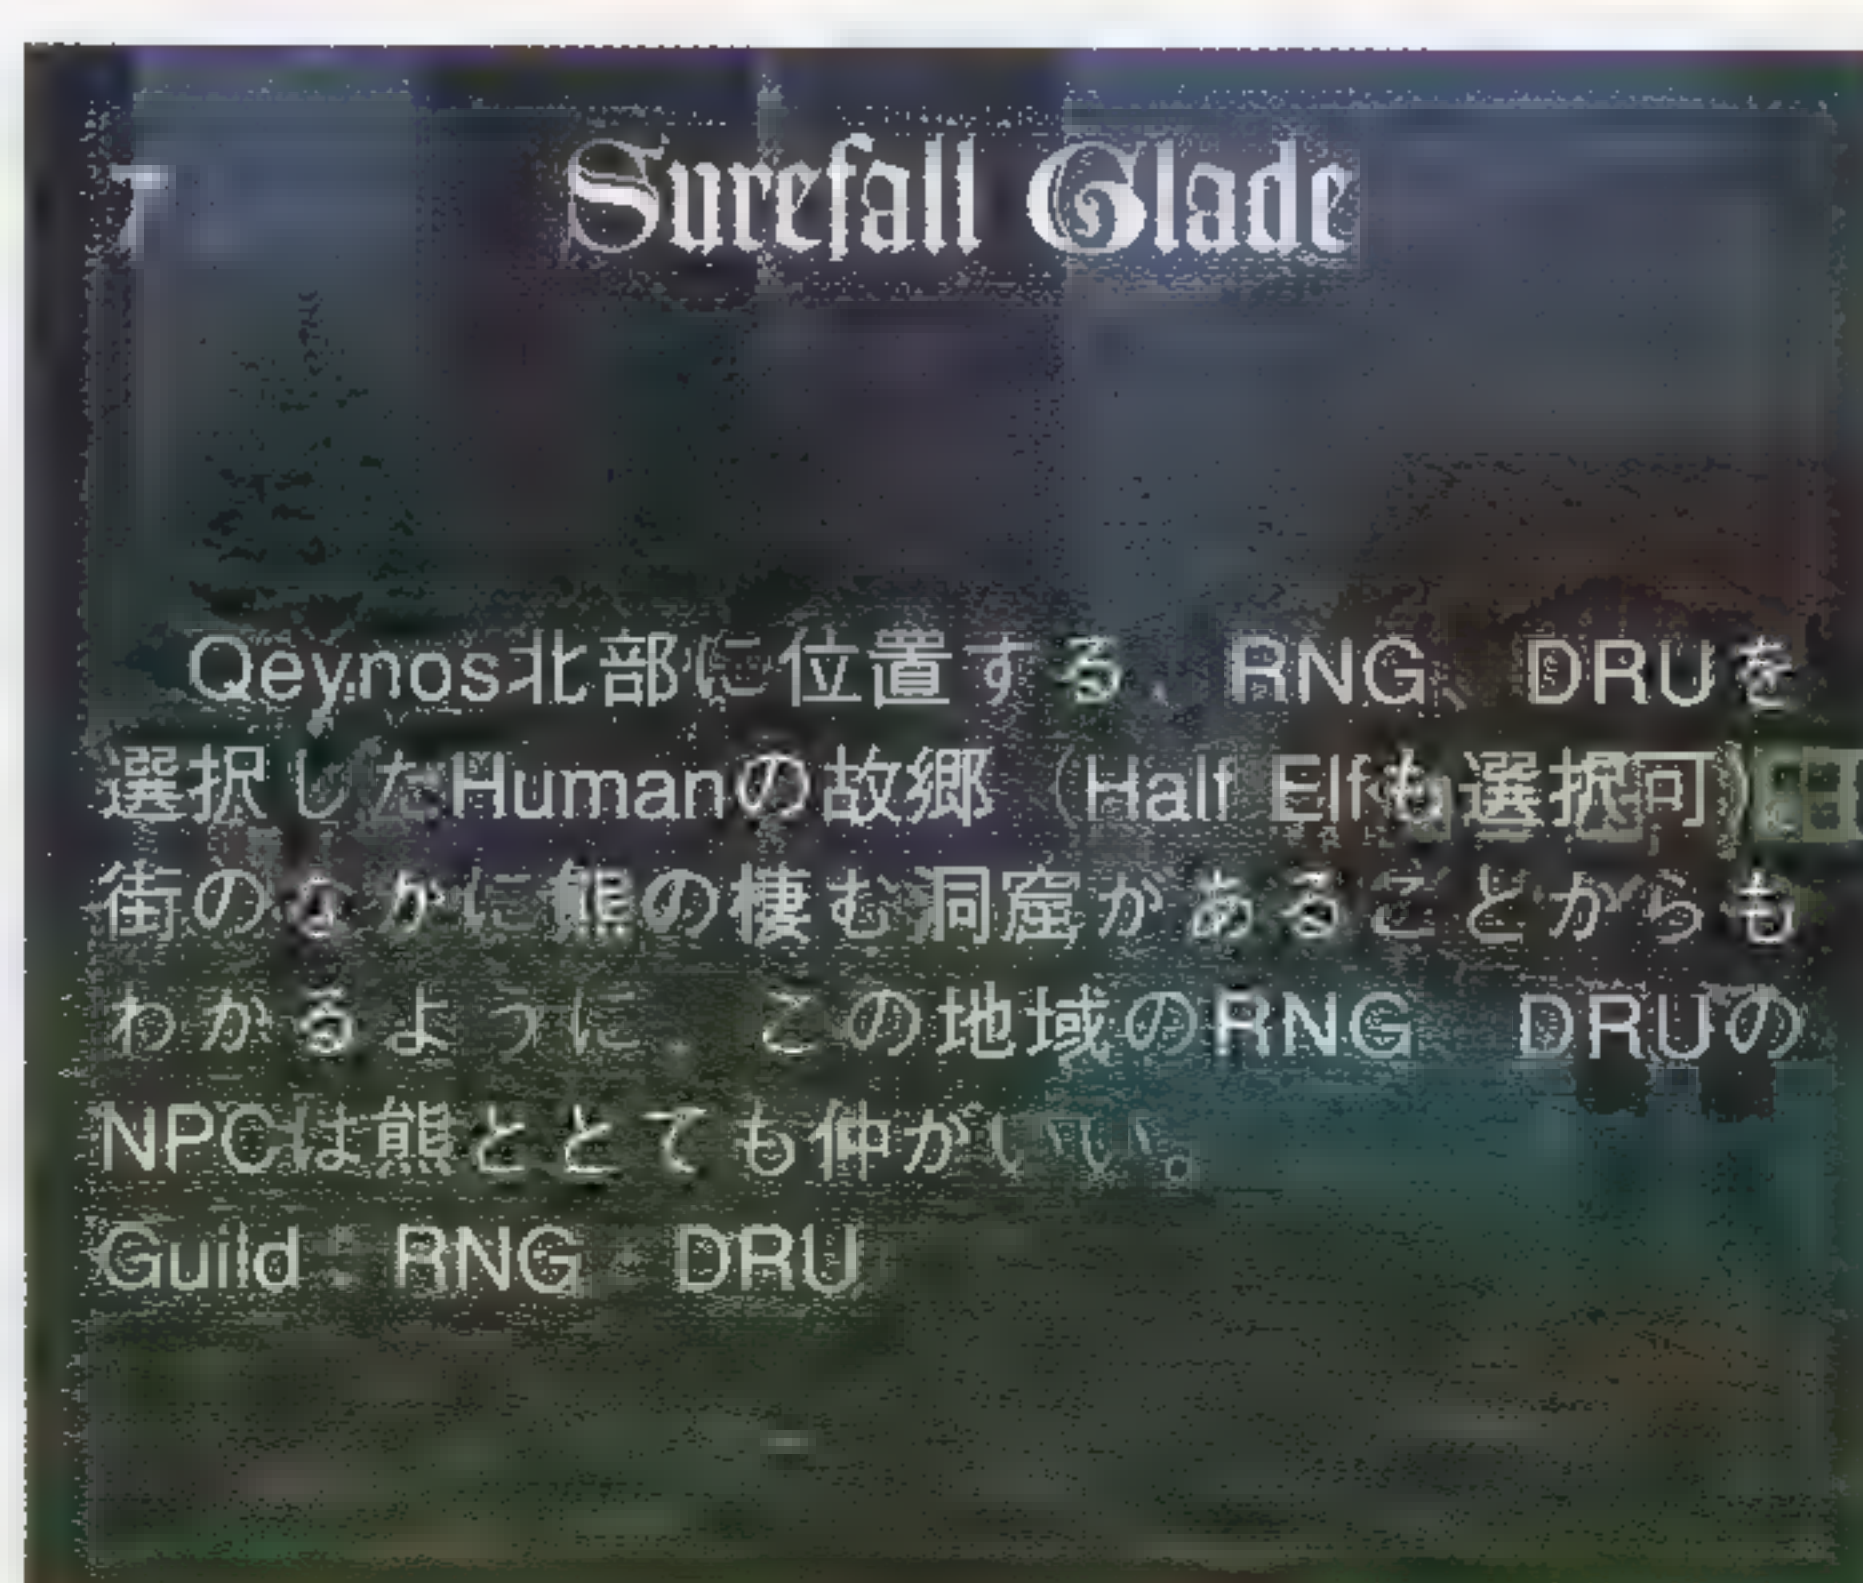 7
Surefall Glade
Qeynos北部に位置する、RNG、DRUを
選択したHumanの故郷（Half Elfも選択可）。
街のなかに熊の棲む洞窟があることからも
わかるように、この地域のRNG、DRUの
NPCは熊ととても仲がいい。
Guild：RNG、DRU